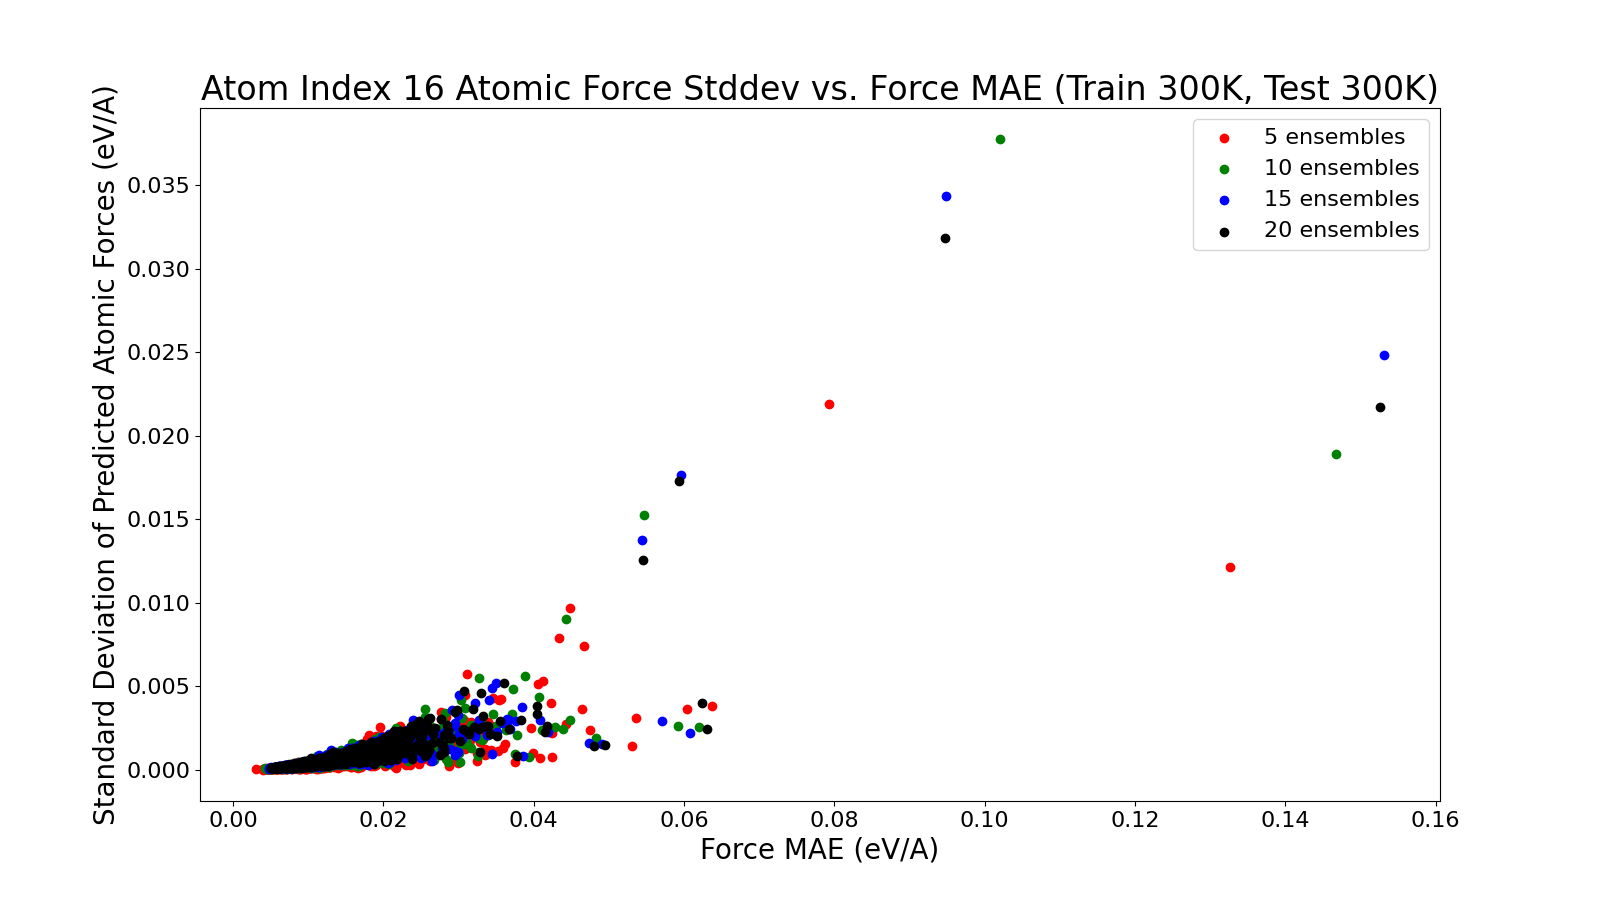 Atom Index 16 Atomic Force Stddev vs. Force MAE (Train 300K, Test 300K)
Standard Deviation of Predicted Atomic Forces (eV/A)
5 ensembles
10 ensembles
15 ensembles
20 ensembles
0.035
0.030
0.025
0.020
0.015
0.010
0.005
0.000
0.00 0.02 0.04 0.06 0.08 0.10 0.12 0.14 0.16
Force MAE (eV/A)